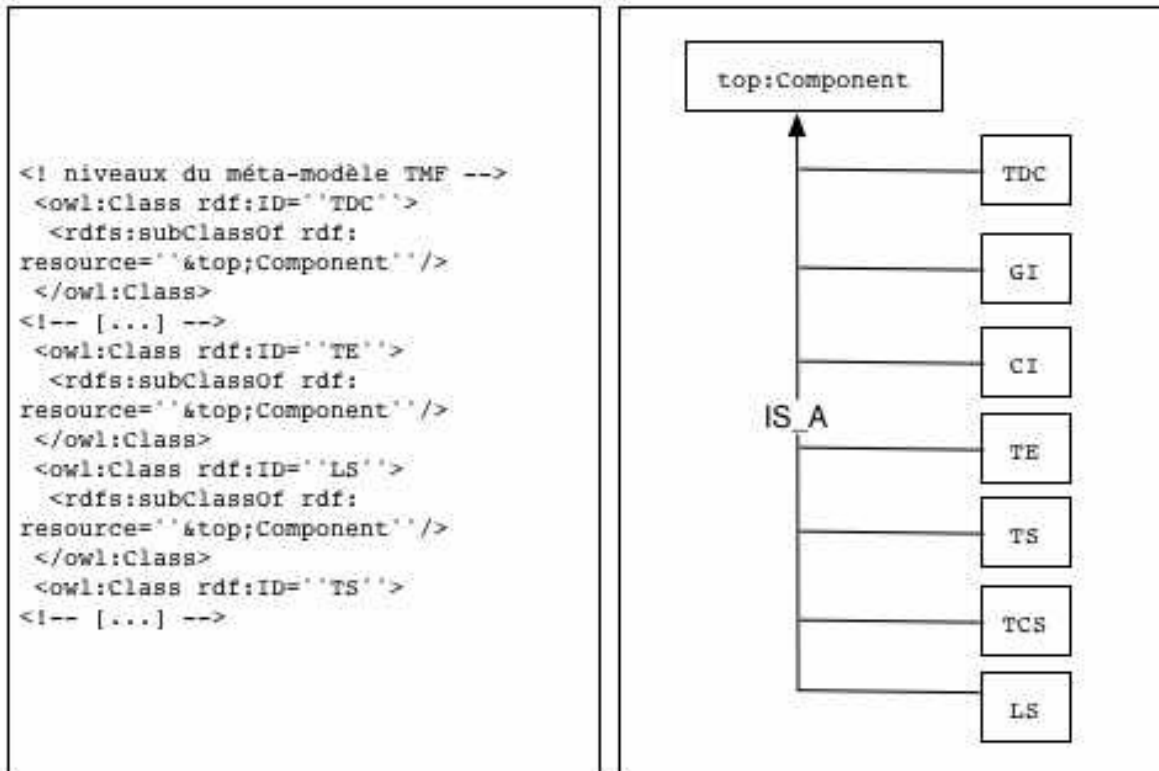 <! niveaux du méta-modèle TMF -->
<owl:Class rdf:ID=``TDC``>
<rdfs:subClassOf rdf:
resource=``&top;Component``/>
</owl:Class>
<!-- [...] -->
<owl:Class rdf:ID=``TE``>
<rdfs:subClassOf rdf:
resource=``&top;Component``/>
</owl:Class>
<owl:Class rdf:ID=``LS``>
<rdfs:subClassOf rdf:
resource=``&top;Component``/>
</owl:Class>
<owl:Class rdf:ID=``TS``>
<!-- [...] -->
top:Component
TDC
GI
CI
IS_A
TE
TS
TCS
LS